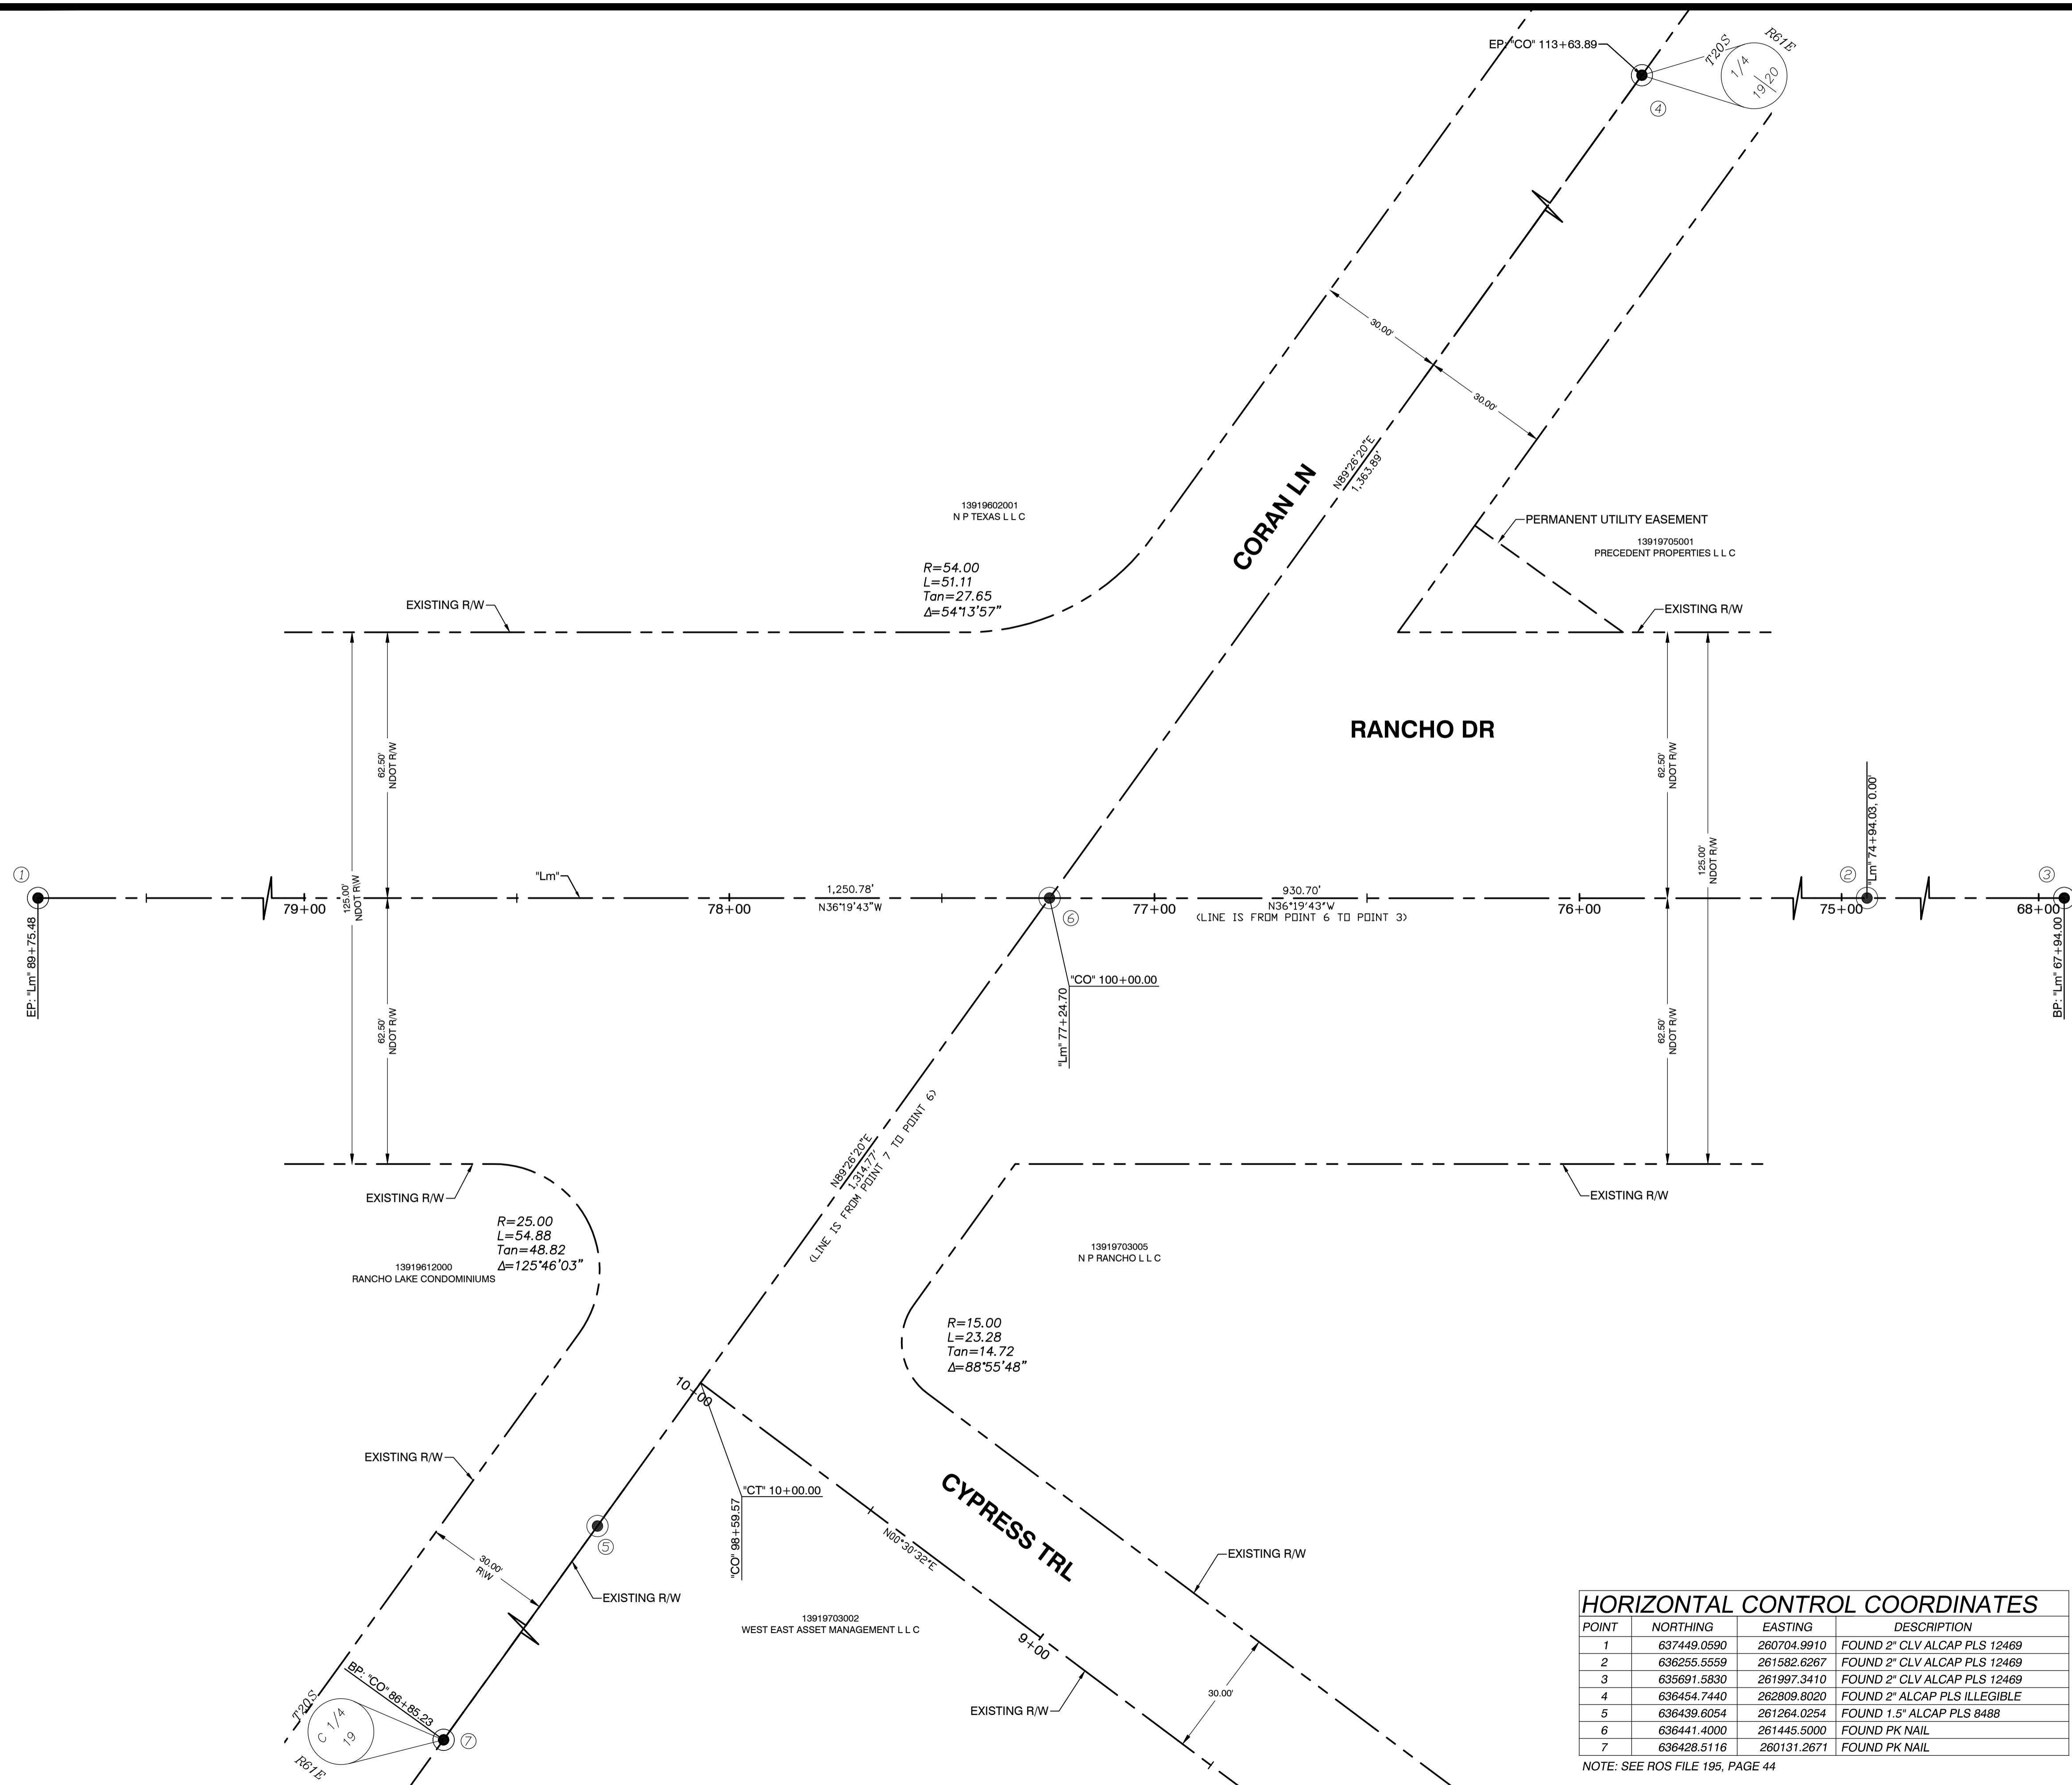 EP: "CO" 113+63.89
T20S
R61E
1/4
19 20
4
30.00'
30.00'
N89°26'20"E
1,363.89'
CORAN LN
13919602001
N P TEXAS L L C
PERMANENT UTILITY EASEMENT
13919705001
PRECEDENT PROPERTIES L L C
R=54.00
L=51.11
Tan=27.65
Δ=54°13'57"
EXISTING R/W
EXISTING R/W
RANCHO DR
62.50'
NDOT R/W
62.50'
NDOT R/W
125.00'
NDOT R\W
125.00'
NDOT R/W
"Lm" 74+94.03, 0.00'
1
2
3
"Lm"
1,250.78'
N36°19'43"W
930.70'
N36°19'43"W
(LINE IS FROM POINT 6 TO POINT 3)
79+00
78+00
77+00
76+00
75+00
68+00
6
EP: "Lm" 89+75.48
BP: "Lm" 67+94.00
"CO" 100+00.00
"Lm" 77+24.70
62.50'
NDOT R/W
62.50'
NDOT R/W
N89°26'20"E
1,314.77'
(LINE IS FROM POINT 7 TO POINT 6)
EXISTING R/W
EXISTING R/W
R=25.00
L=54.88
Tan=48.82
Δ=125°46'03"
13919612000
RANCHO LAKE CONDOMINIUMS
13919703005
N P RANCHO L L C
R=15.00
L=23.28
Tan=14.72
Δ=88°55'48"
10+00
EXISTING R/W
"CT" 10+00.00
"CO" 98+59.57
5
CYPRESS TRL
N00°30'32"E
EXISTING R/W
30.00'
R\W
EXISTING R/W
13919703002
WEST EAST ASSET MANAGEMENT L L C
9+00
EXISTING R/W
30.00'
BP: "CO" 86+85.23
T20S
C 1/4
19
R61E
7
HORIZONTAL CONTROL COORDINATES
POINT NORTHING EASTING DESCRIPTION
1 637449.0590 260704.9910 FOUND 2" CLV ALCAP PLS 12469
2 636255.5559 261582.6267 FOUND 2" CLV ALCAP PLS 12469
3 635691.5830 261997.3410 FOUND 2" CLV ALCAP PLS 12469
4 636454.7440 262809.8020 FOUND 2" ALCAP PLS ILLEGIBLE
5 636439.6054 261264.0254 FOUND 1.5" ALCAP PLS 8488
6 636441.4000 261445.5000 FOUND PK NAIL
7 636428.5116 260131.2671 FOUND PK NAIL
NOTE: SEE ROS FILE 195, PAGE 44